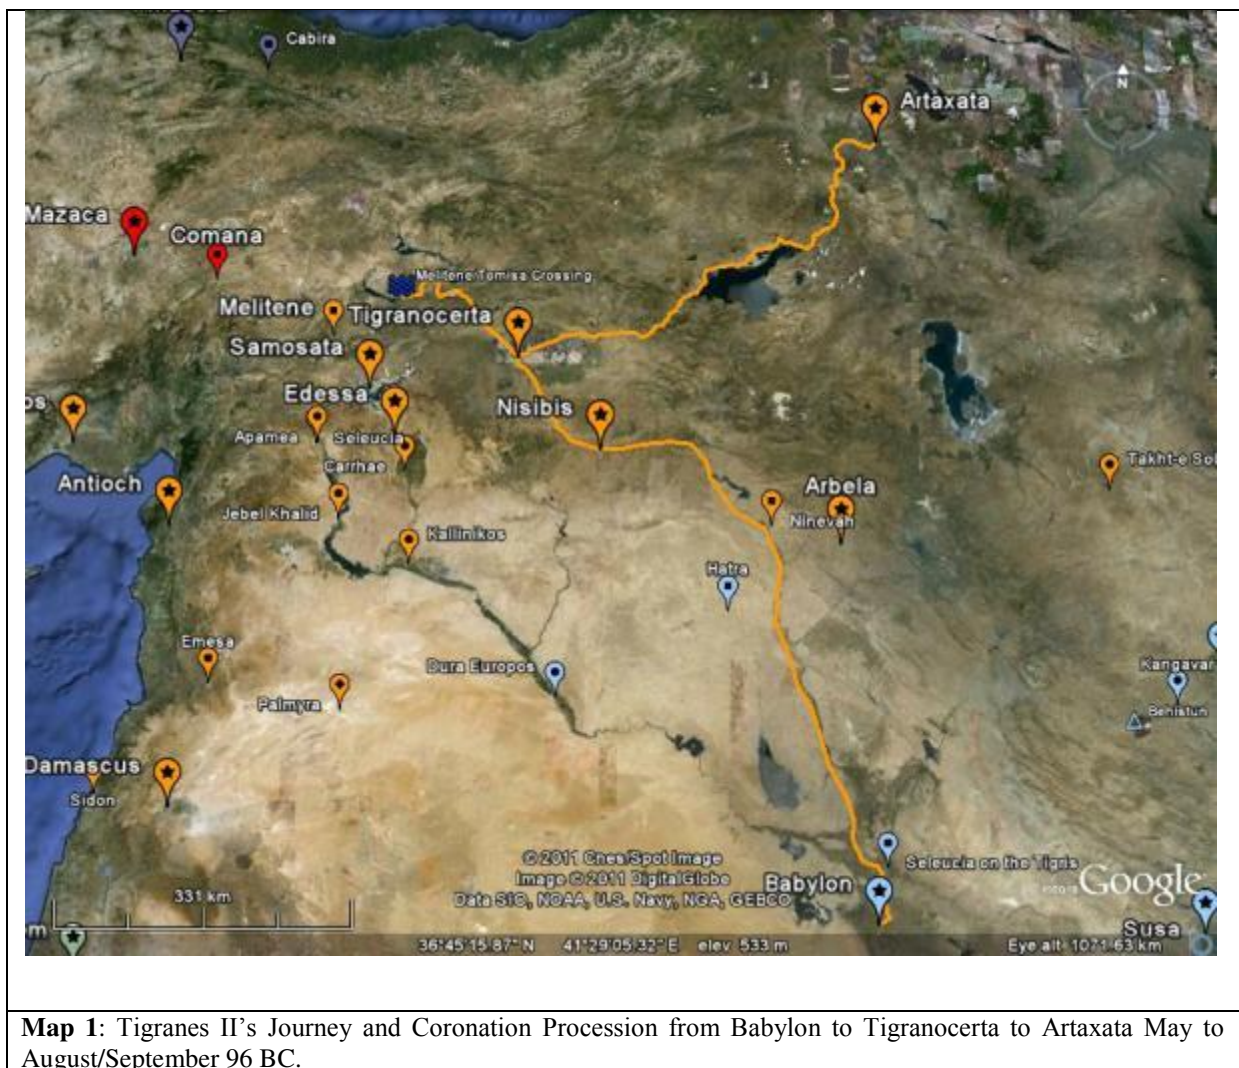 Cabira
Artaxata
N
Mazaca
Comana
Melitene/Tomisa Crossing
Melitene
Tigranocerta
Samosata
Edessa
os
Nisibis
Apamea
Seleucia
Carrhae
Takht-e Sol
Antioch
Arbela
Jebel Khalid
Ninevah
Kallinikos
Hatra
Emesa
Kangavar
Dura Europos
Palmyra
Behistun
Damascus
Sidon
© 2011 Cnes/Spot Image
Image © 2011 DigitalGlobe
Data SIO, NOAA, U.S. Navy, NGA, GEBCO
Seleucia on the Tigris
Babylon
Google
331 km
m
Susa
36°45'15.87" N 41°29'05.32" E elev 533 m
Eye alt 1071.63 km
Map 1: Tigranes II's Journey and Coronation Procession from Babylon to Tigranocerta to Artaxata May to
August/September 96 BC.